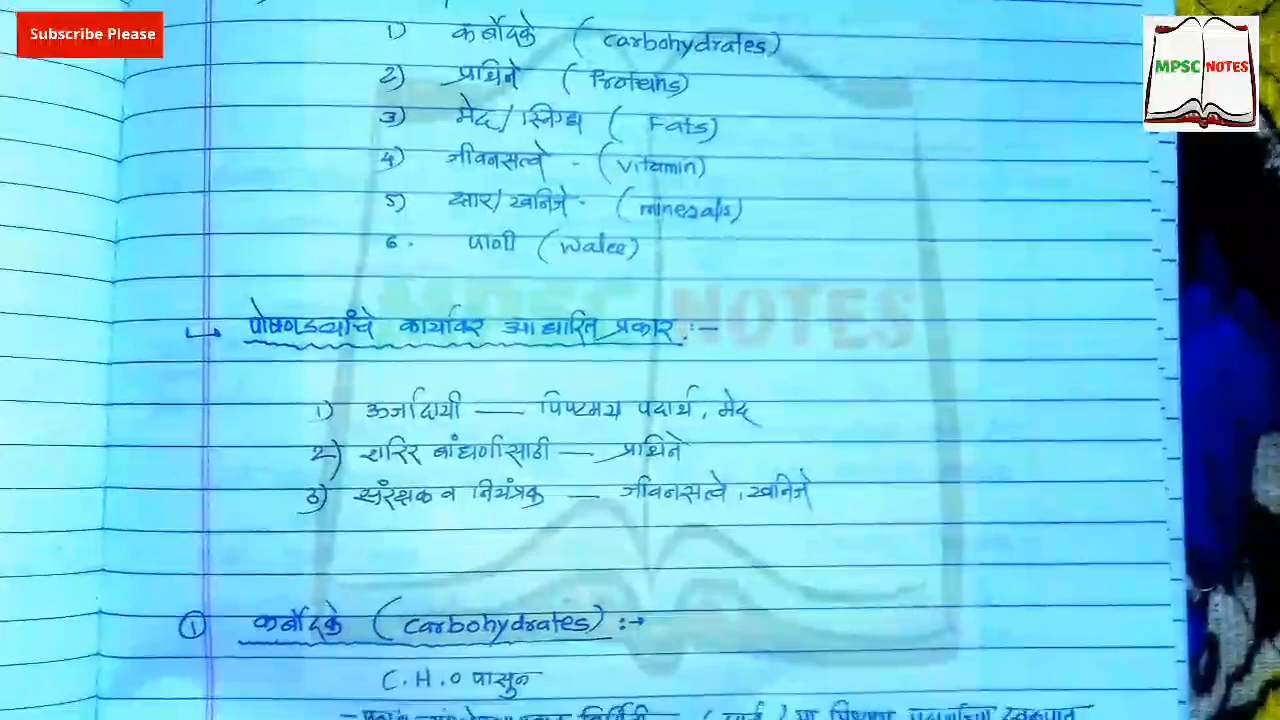 Subscribe Please
MPSC NOTES
1) कर्बोदके (carbohydrates)
2) प्राथिने (Proteins)
3) मेद/स्निग्ध (Fats)
4) जीवनसत्वे - (vitamin)
5) क्षार/खनिजे - (minerals)
6. पाणी (Water)
MPSC NOTES
↳ पोषणद्रव्यांचे कार्यावर आधारित प्रकार :-
1) ऊर्जादायी — पिष्टमय पदार्थ, मेद
2) शरिर बांधणीसाठी — प्राथिने
3) संरक्षक व नियंत्रक — जीवनसत्वे, खनिजे
① कर्बोदके (carbohydrates) :→
C.H.O पासुन